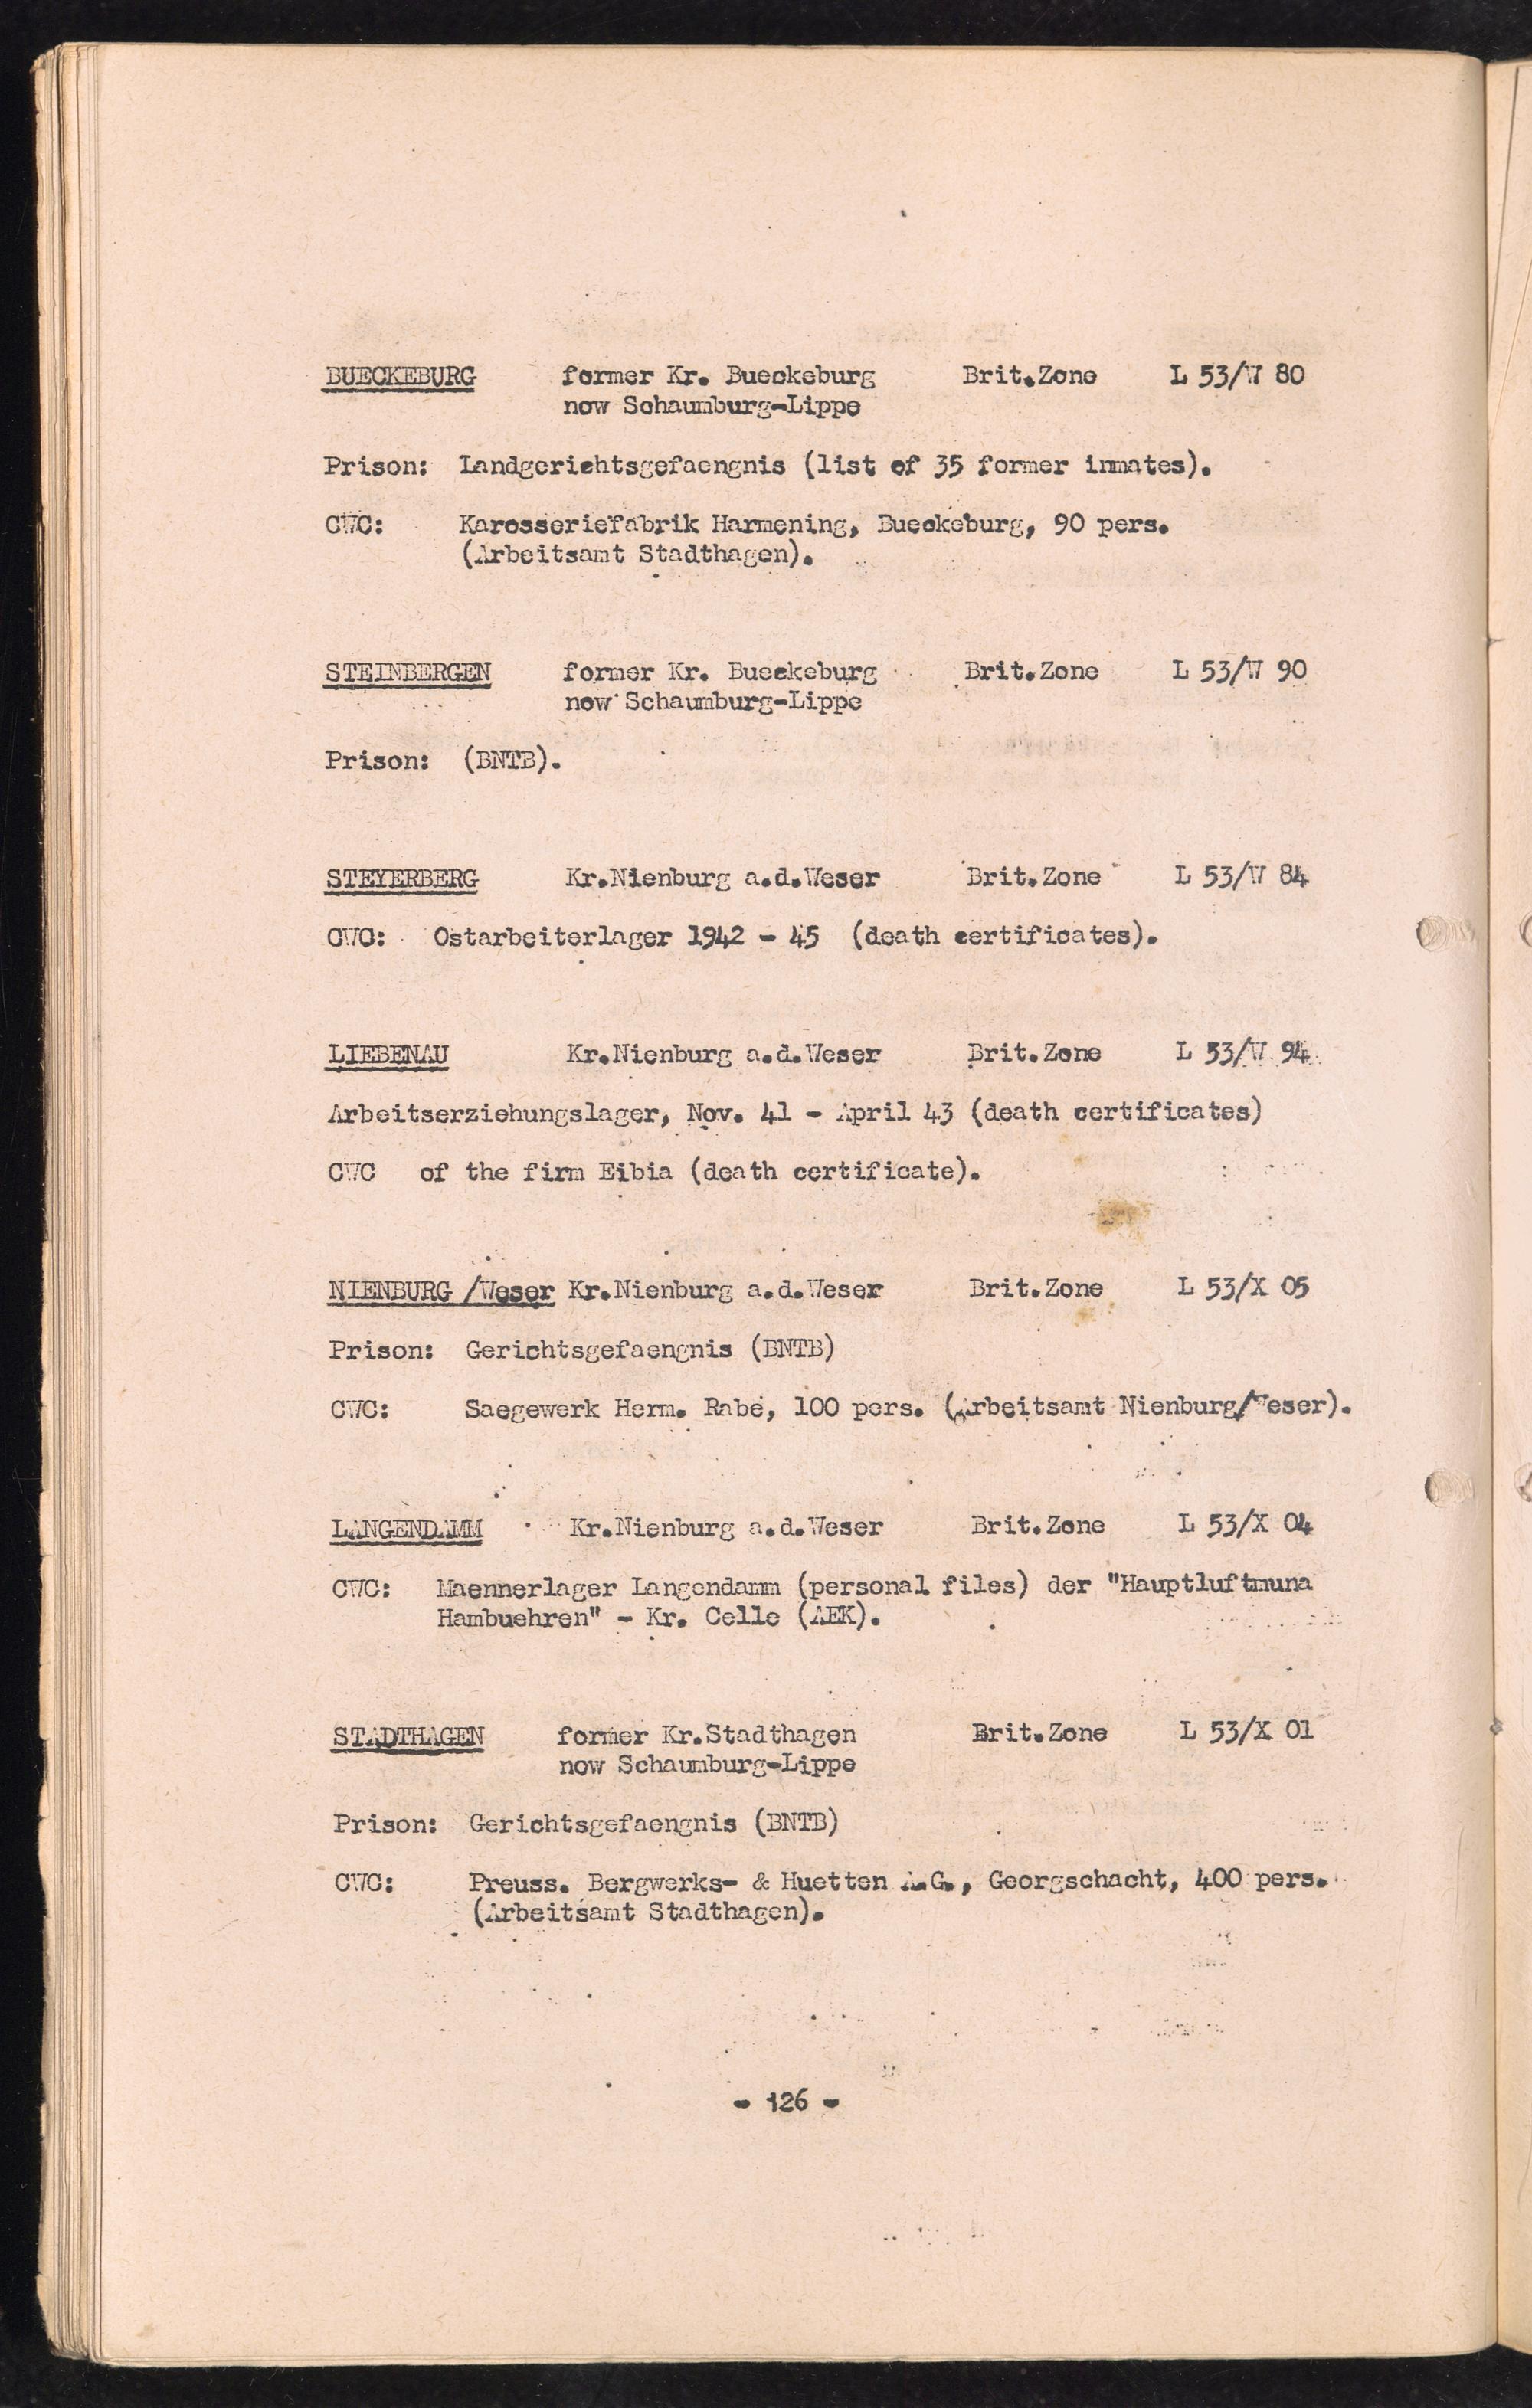 BUECKEBURG former Kr. Bueckeburg Brit.Zone L 53/W 80
now Schaumburg-Lippe
Prison: Landgerichtsgefaengnis (list of 35 former inmates).
CWC: Karosseriefabrik Harmening, Bueckeburg, 90 pers.
(Arbeitsamt Stadthagen).
STEINBERGEN former Kr. Bueckeburg Brit.Zone L 53/W 90
now Schaumburg-Lippe
Prison: (BNTB).
STEYERBERG Kr.Nienburg a.d.Weser Brit.Zone L 53/W 84
CWC: Ostarbeiterlager 1942 - 45 (death certificates).
LIEBENAU Kr.Nienburg a.d.Weser Brit.Zone L 53/W 94
Arbeitserziehungslager, Nov. 41 - April 43 (death certificates)
CWC of the firm Eibia (death certificate).
NIENBURG /Weser Kr.Nienburg a.d.Weser Brit.Zone L 53/X 05
Prison: Gerichtsgefaengnis (BNTB)
CWC: Saegewerk Herm. Rabe, 100 pers. (Arbeitsamt Nienburg/Weser).
LANGENDAMM Kr.Nienburg a.d.Weser Brit.Zone L 53/X 04
CWC: Maennerlager Langendamm (personal files) der "Hauptluftmuna
Hambuehren" - Kr. Celle (AEK).
STADTHAGEN former Kr.Stadthagen Brit.Zone L 53/X 01
now Schaumburg-Lippe
Prison: Gerichtsgefaengnis (BNTB)
CWC: Preuss. Bergwerks- & Huetten A.G., Georgschacht, 400 pers.
(Arbeitsamt Stadthagen).
- 126 -